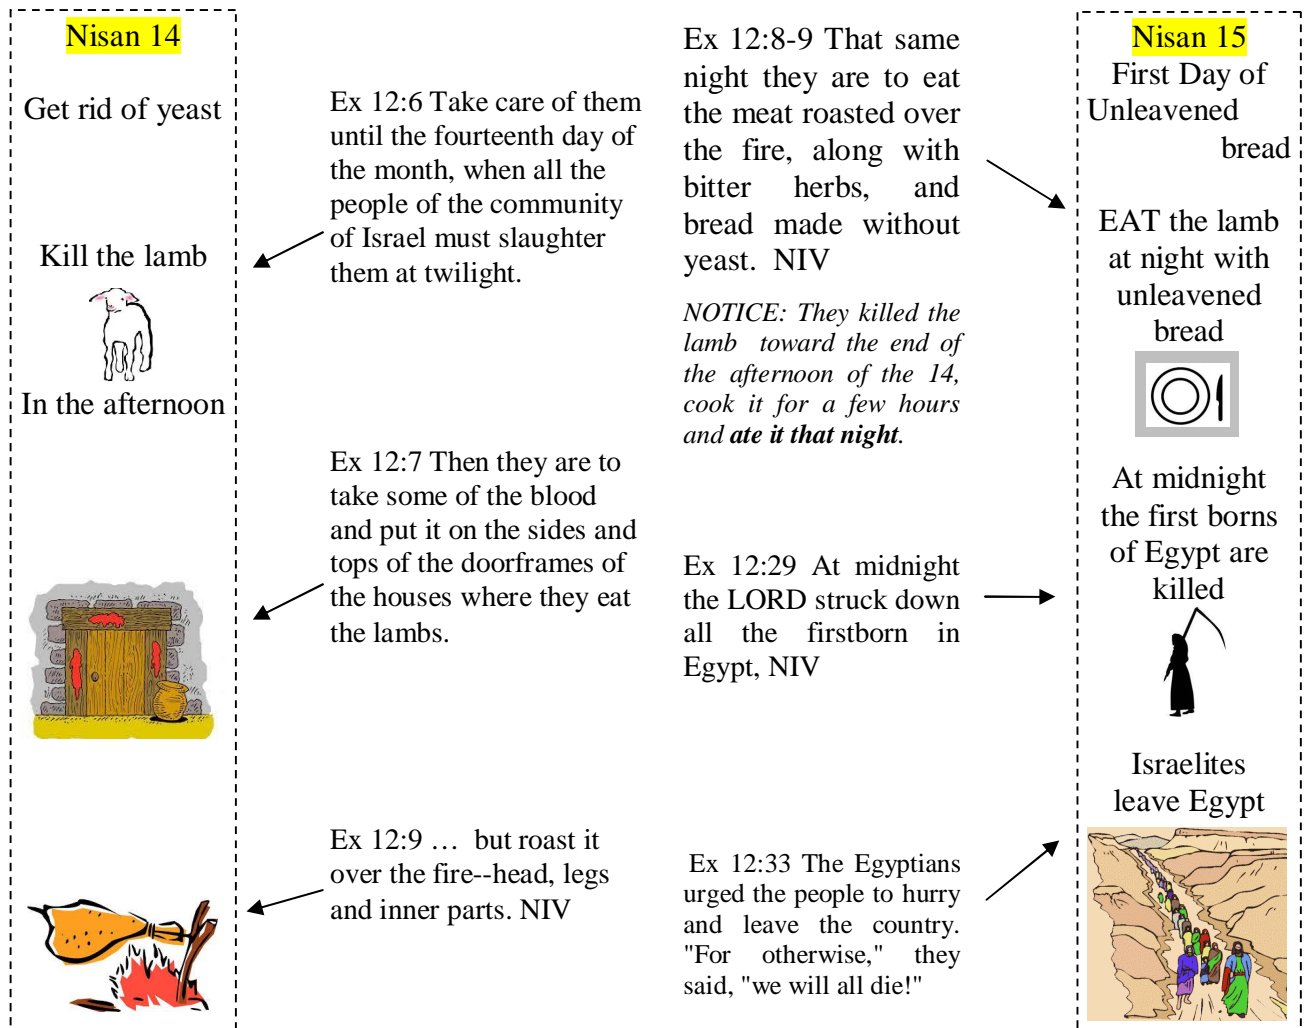 Nisan 14
Get rid of yeast
Kill the lamb
In the afternoon
Ex 12:6 Take care of them
until the fourteenth day of
the month, when all the
people of the community
of Israel must slaughter
them at twilight.
Ex 12:7 Then they are to
take some of the blood
and put it on the sides and
tops of the doorframes of
the houses where they eat
the lambs.
Ex 12:9 … but roast it
over the fire--head, legs
and inner parts. NIV
Ex 12:8-9 That same
night they are to eat
the meat roasted over
the fire, along with
bitter herbs, and
bread made without
yeast. NIV
NOTICE: They killed the
lamb toward the end of
the afternoon of the 14,
cook it for a few hours
and ate it that night.
Ex 12:29 At midnight
the LORD struck down
all the firstborn in
Egypt, NIV
Ex 12:33 The Egyptians
urged the people to hurry
and leave the country.
"For otherwise," they
said, "we will all die!"
Nisan 15
First Day of
Unleavened
bread
EAT the lamb
at night with
unleavened
bread
At midnight
the first borns
of Egypt are
killed
Israelites
leave Egypt